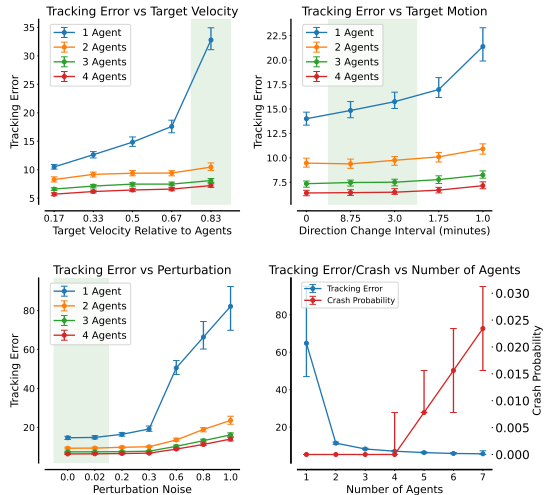 Tracking Error vs Target Velocity
35
30
25
20
15
10
5
Tracking Error
1 Agent
2 Agents
3 Agents
4 Agents
0.17 0.33 0.5 0.67 0.83
Target Velocity Relative to Agents
Tracking Error vs Target Motion
22.5
20.0
17.5
15.0
12.5
10.0
7.5
Tracking Error
1 Agent
2 Agents
3 Agents
4 Agents
0 8.75 3.0 1.75 1.0
Direction Change Interval (minutes)
Tracking Error vs Perturbation
80
60
40
20
Tracking Error
1 Agent
2 Agents
3 Agents
4 Agents
0.0 0.02 0.2 0.3 0.6 0.8 1.0
Perturbation Noise
Tracking Error/Crash vs Number of Agents
80
60
40
20
Tracking Error
Crash Probability
0.030
0.025
0.020
0.015
0.010
0.005
0.000
Crash Probability
1 2 3 4 5 6 7
Number of Agents